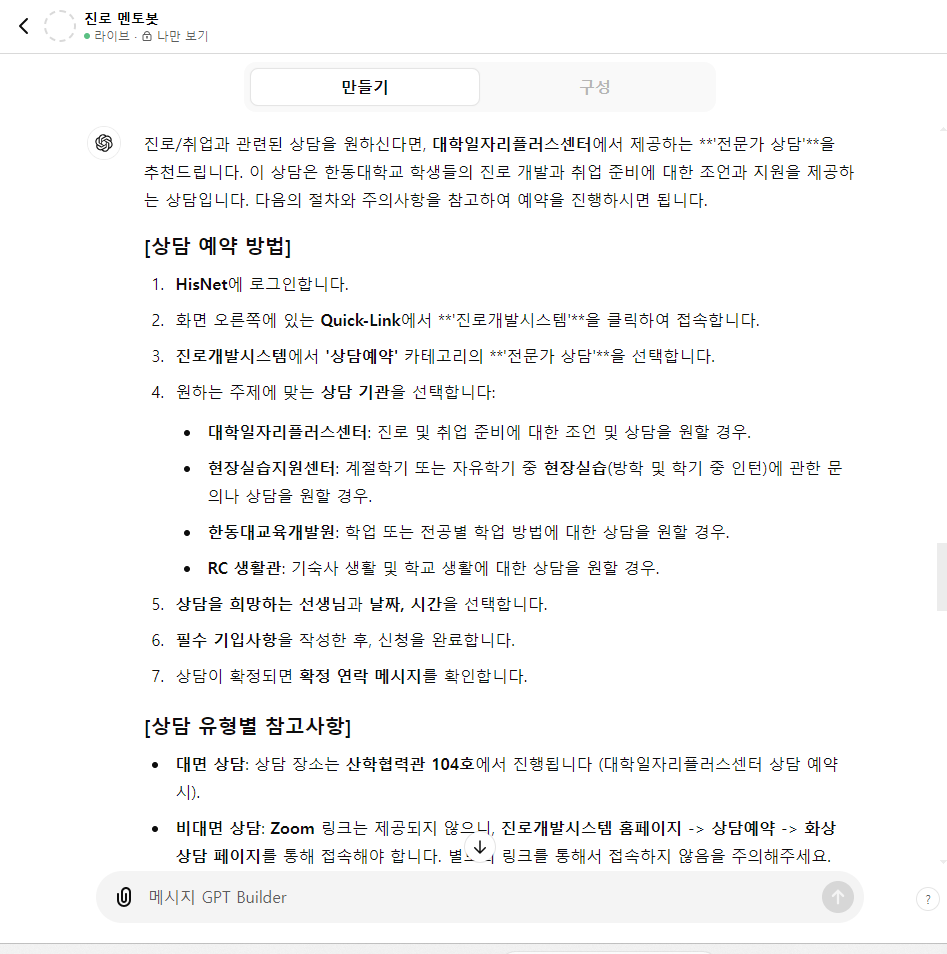 진로 멘토봇
라이브 · 나만 보기
만들기
구성
진로/취업과 관련된 상담을 원하신다면, 대학일자리플러스센터에서 제공하는 **'전문가 상담'**을
추천드립니다. 이 상담은 한동대학교 학생들의 진로 개발과 취업 준비에 대한 조언과 지원을 제공하
는 상담입니다. 다음의 절차와 주의사항을 참고하여 예약을 진행하시면 됩니다.
[상담 예약 방법]
1. HisNet에 로그인합니다.
2. 화면 오른쪽에 있는 Quick-Link에서 **'진로개발시스템'**을 클릭하여 접속합니다.
3. 진로개발시스템에서 '상담예약' 카테고리의 **'전문가 상담'**을 선택합니다.
4. 원하는 주제에 맞는 상담 기관을 선택합니다:
• 대학일자리플러스센터: 진로 및 취업 준비에 대한 조언 및 상담을 원할 경우.
• 현장실습지원센터: 계절학기 또는 자유학기 중 현장실습(방학 및 학기 중 인턴)에 관한 문
의나 상담을 원할 경우.
• 한동대교육개발원: 학업 또는 전공별 학업 방법에 대한 상담을 원할 경우.
• RC 생활관: 기숙사 생활 및 학교 생활에 대한 상담을 원할 경우.
5. 상담을 희망하는 선생님과 날짜, 시간을 선택합니다.
6. 필수 기입사항을 작성한 후, 신청을 완료합니다.
7. 상담이 확정되면 확정 연락 메시지를 확인합니다.
[상담 유형별 참고사항]
• 대면 상담: 상담 장소는 산학협력관 104호에서 진행됩니다 (대학일자리플러스센터 상담 예약
시).
• 비대면 상담: Zoom 링크는 제공되지 않으니, 진로개발시스템 홈페이지 -> 상담예약 -> 화상
상담 페이지를 통해 접속해야 합니다. 링크를 통해서 접속하지 않음을 주의해주세요.
메시지 GPT Builder
?